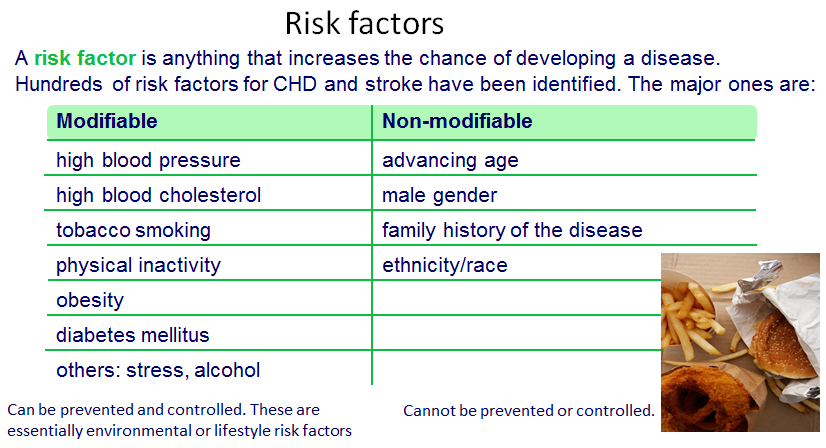 Risk factors
A risk factor is anything that increases the chance of developing a disease.
Hundreds of risk factors for CHD and stroke have been identified. The major ones are:
Modifiable Non-modifiable
high blood pressure advancing age
high blood cholesterol male gender
tobacco smoking family history of the disease
physical inactivity ethnicity/race
obesity
diabetes mellitus
others: stress, alcohol
Can be prevented and controlled. These are
essentially environmental or lifestyle risk factors
Cannot be prevented or controlled.